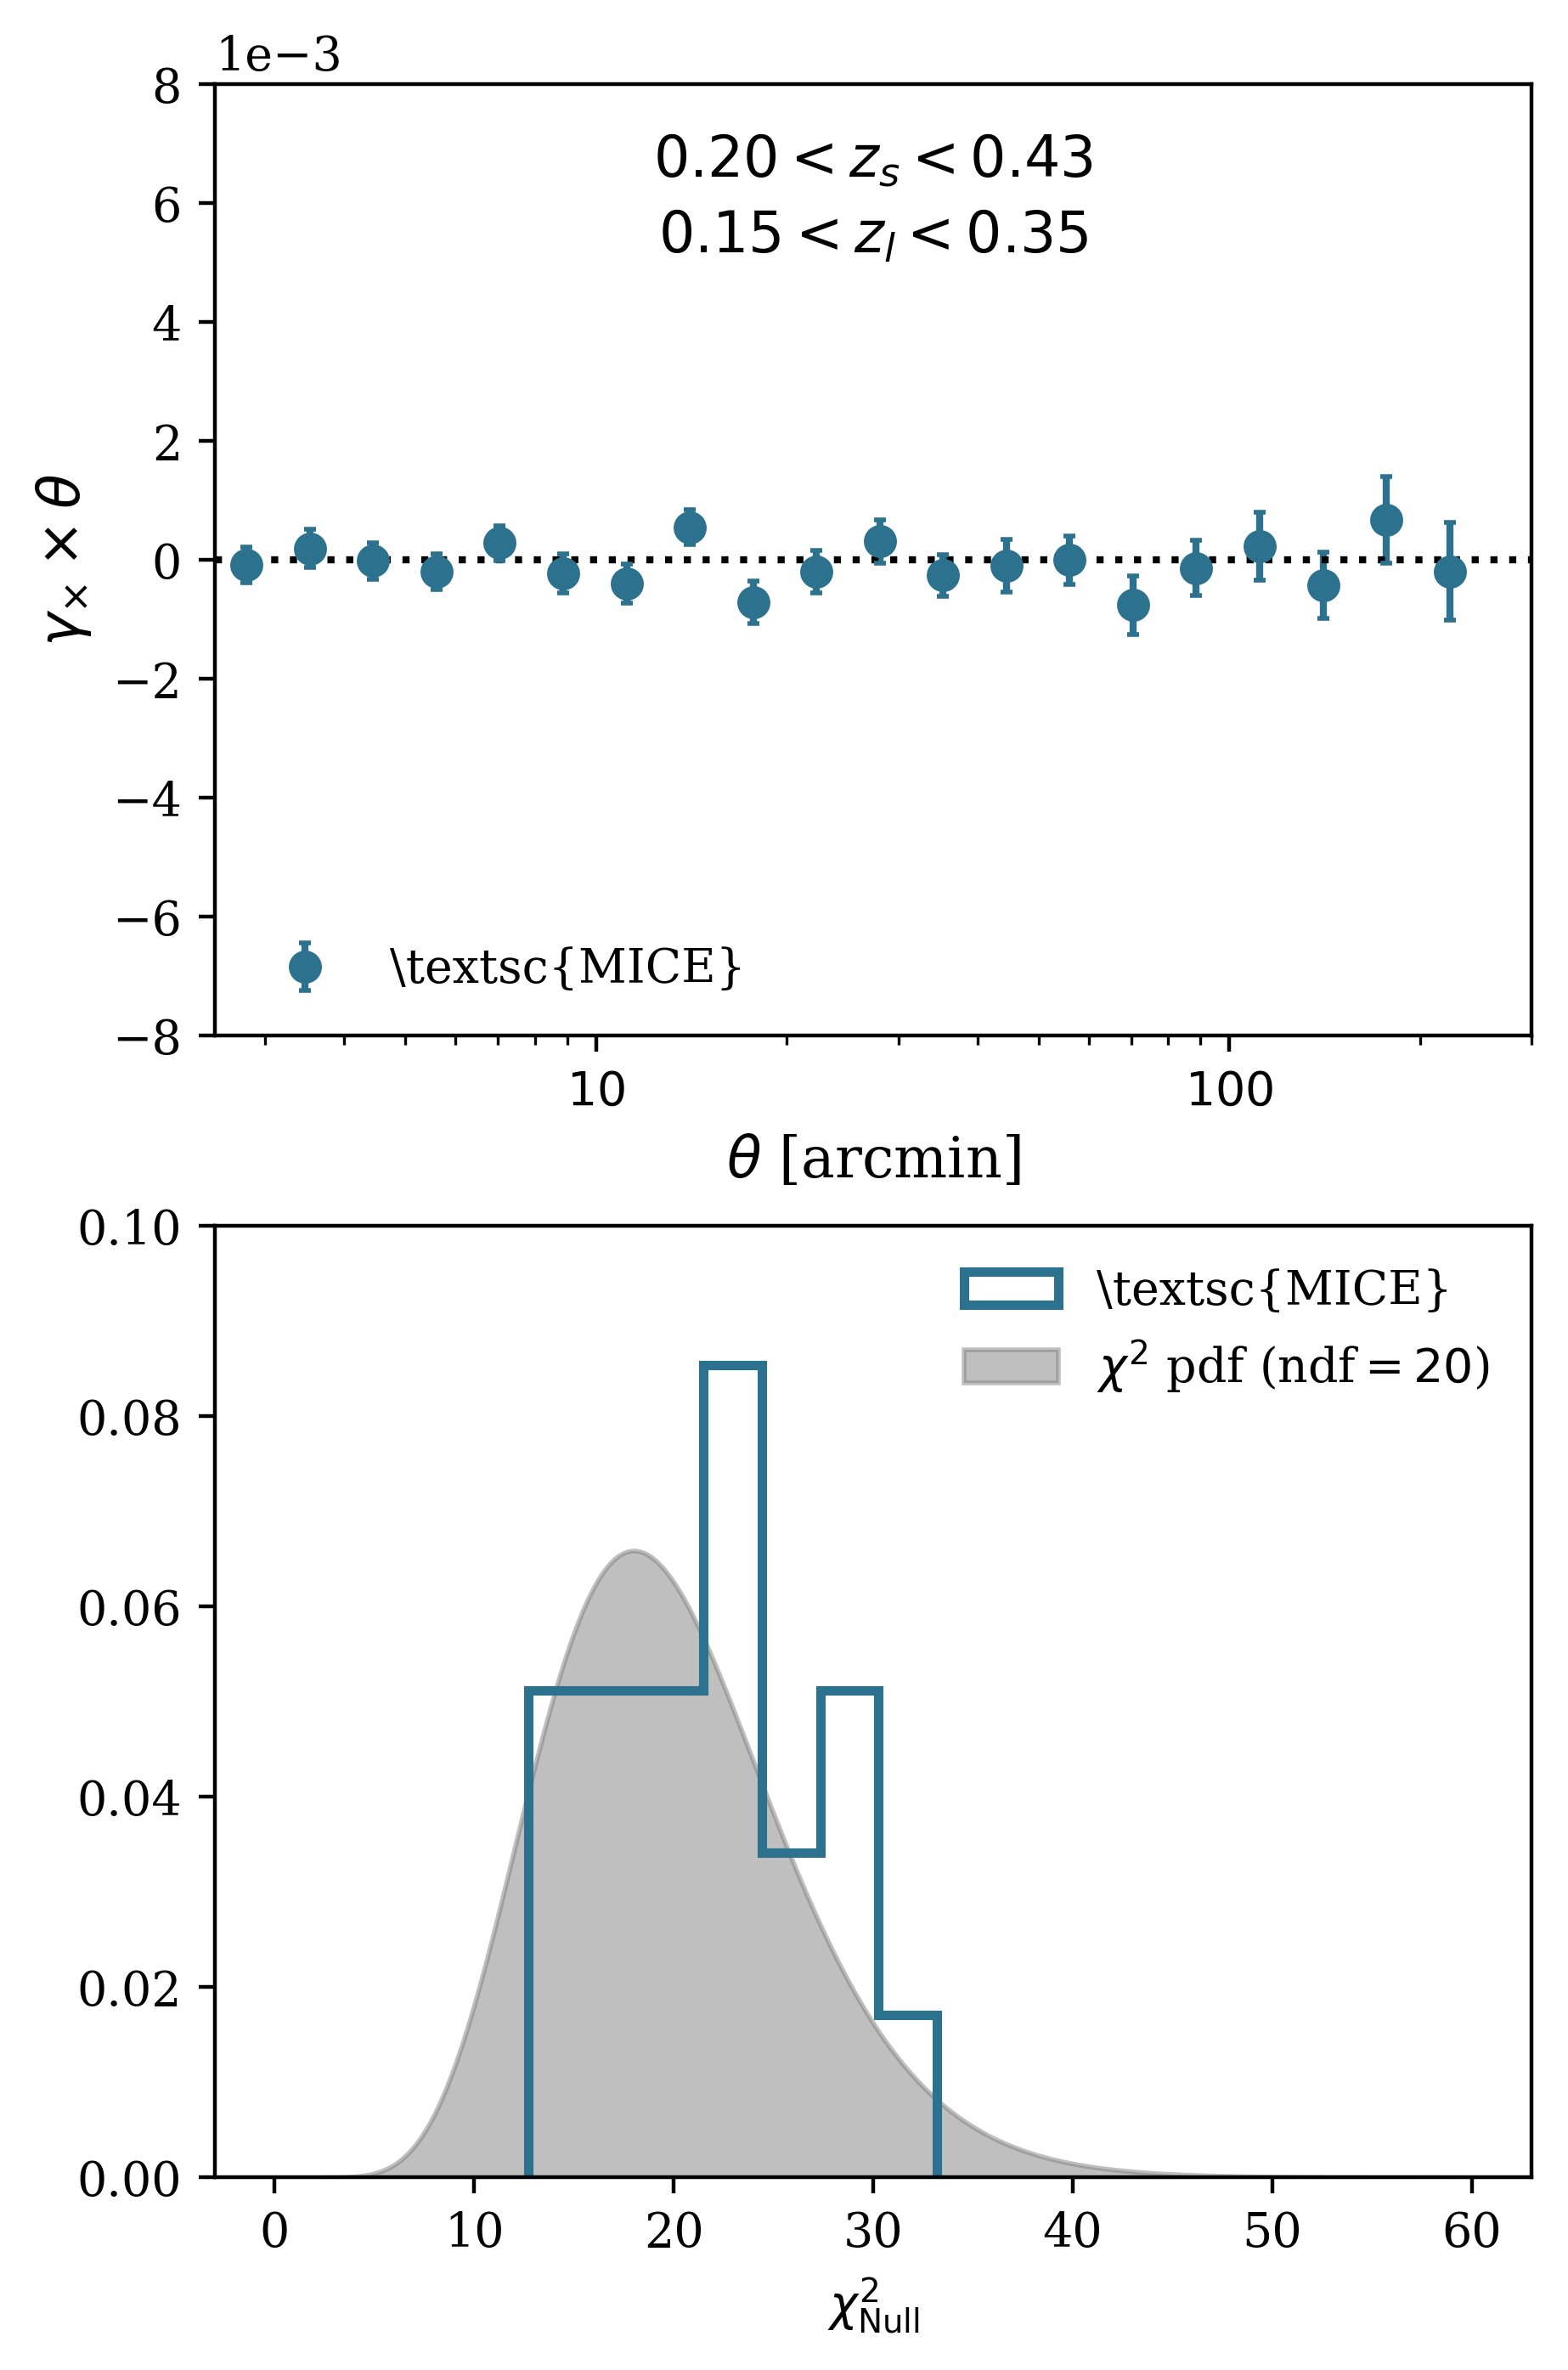 1e−3
8
6
4
2
0
−2
−4
−6
−8
γ× × θ
0.20 < z_s < 0.43
0.15 < z_l < 0.35
\textsc{MICE}
10 100
θ [arcmin]
0.10
0.08
0.06
0.04
0.02
0.00
\textsc{MICE}
χ² pdf (ndf = 20)
0 10 20 30 40 50 60
χ²_Null